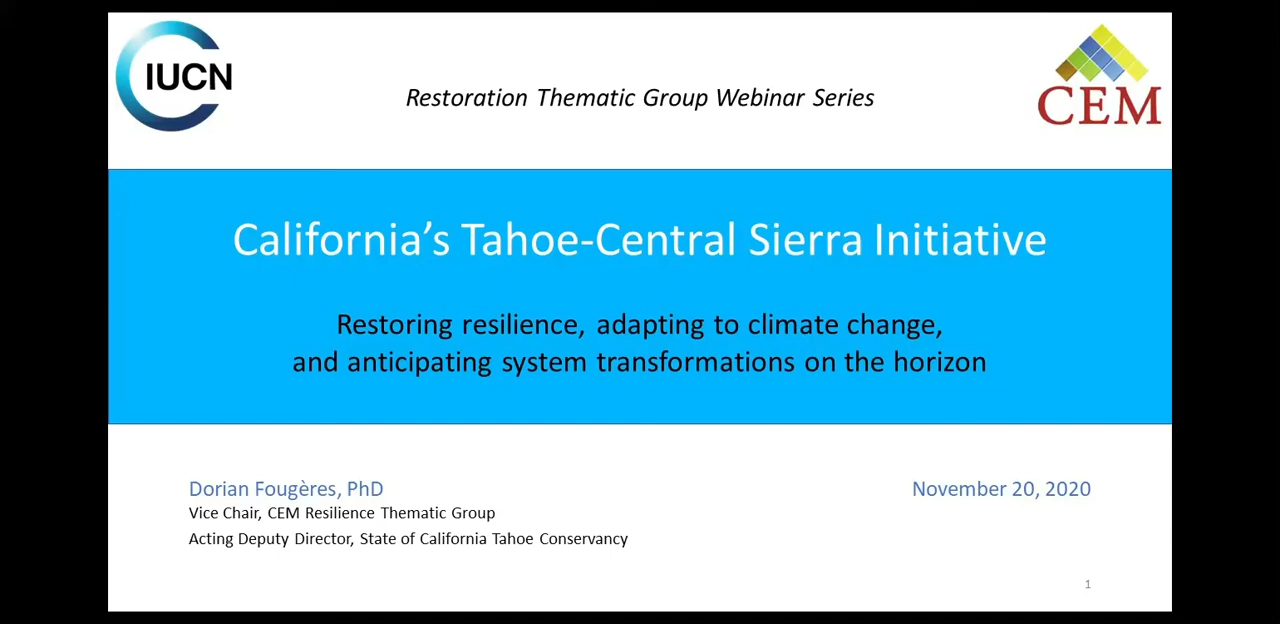 IUCN
Restoration Thematic Group Webinar Series
CEM
California’s Tahoe-Central Sierra Initiative
Restoring resilience, adapting to climate change,
and anticipating system transformations on the horizon
Dorian Fougères, PhD
November 20, 2020
Vice Chair, CEM Resilience Thematic Group
Acting Deputy Director, State of California Tahoe Conservancy
1